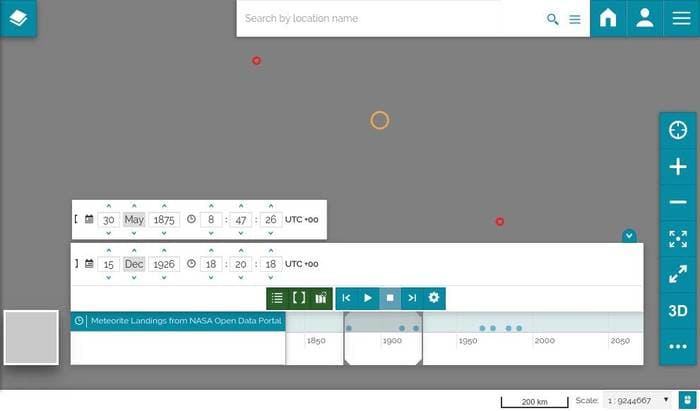 Search by location name
30 May 1875 8 : 47 : 26 UTC +00
15 Dec 1926 18 : 20 : 18 UTC +00
3D
Meteorite Landings from NASA Open Data Portal
1850 1900 1950 2000 2050
200 km Scale: 1 : 9244667